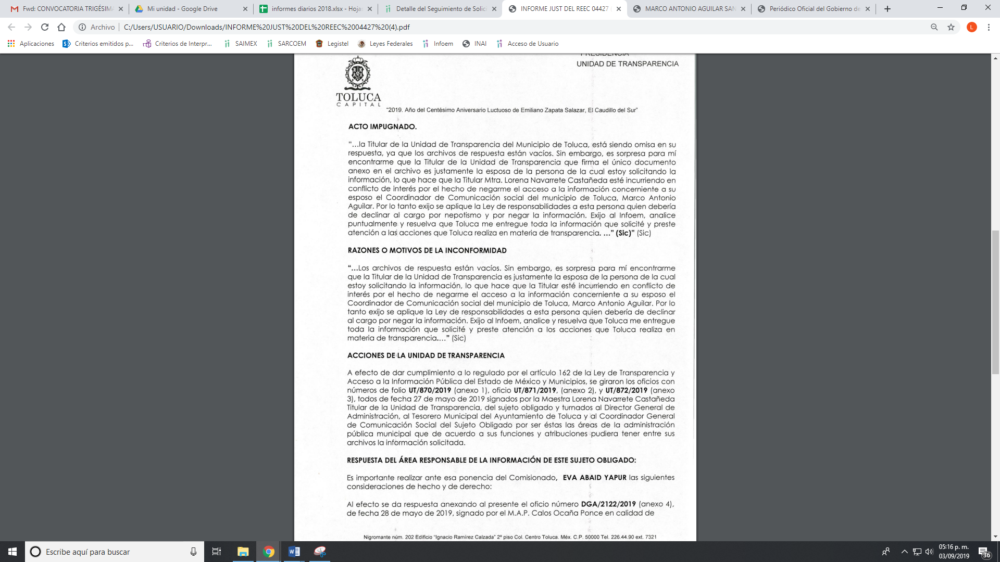 Fwd: CONVOCATORIA TRIGÉSIMA
Mi unidad - Google Drive
informes diarios 2018.xlsx - Hojas
Detalle del Seguimiento de Solici
INFORME JUST DEL REEC 04427
MARCO ANTONIO AGUILAR SAN
Periódico Oficial del Gobierno de
Archivo
C:/Users/USUARIO/Downloads/INFORME%20JUST%20DEL%20REEC%2004427%20(4).pdf
L
Aplicaciones
Criterios emitidos p...
Criterios de Interpr...
SAIMEX
SARCOEM
Legistel
Leyes Federales
Infoem
INAI
Acceso de Usuario
PRESIDENCIA
UNIDAD DE TRANSPARENCIA
TOLUCA
CAPITAL
"2019. Año del Centésimo Aniversario Luctuoso de Emiliano Zapata Salazar, El Caudillo del Sur"
ACTO IMPUGNADO.
"…la Titular de la Unidad de Transparencia del Municipio de Toluca, está siendo omisa en su
respuesta, ya que los archivos de respuesta están vacíos. Sin embargo, es sorpresa para mí
encontrarme que la Titular de la Unidad de Transparencia que firma el único documento
anexo en el archivo es justamente la esposa de la persona de la cual estoy solicitando la
información, lo que hace que la Titular Mtra. Lorena Navarrete Castañeda esté incurriendo en
conflicto de interés por el hecho de negarme el acceso a la información concerniente a su
esposo el Coordinador de Comunicación social del municipio de Toluca, Marco Antonio
Aguilar. Por lo tanto exijo se aplique la Ley de responsabilidades a esta persona quien debería
de declinar al cargo por nepotismo y por negar la información. Exijo al Infoem, analice
puntualmente y resuelva que Toluca me entregue toda la información que solicité y preste
atención a las acciones que Toluca realiza en materia de transparencia. …" (Sic)" (Sic)
RAZONES O MOTIVOS DE LA INCONFORMIDAD
"…Los archivos de respuesta están vacíos. Sin embargo, es sorpresa para mí encontrarme
que la Titular de la Unidad de Transparencia es justamente la esposa de la persona de la cual
estoy solicitando la información, lo que hace que la Titular esté incurriendo en conflicto de
interés por el hecho de negarme el acceso a la información concerniente a su esposo el
Coordinador de Comunicación social del municipio de Toluca, Marco Antonio Aguilar. Por lo
tanto exijo se aplique la Ley de responsabilidades a esta persona quien debería de declinar
al cargo por negar la información. Exijo al Infoem, analice y resuelva que Toluca me entregue
toda la información que solicité y preste atención a los acciones que Toluca realiza en
materia de transparencia.…" (Sic)
ACCIONES DE LA UNIDAD DE TRANSPARENCIA
A efecto de dar cumplimiento a lo regulado por el artículo 162 de la Ley de Transparencia y
Acceso a la Información Pública del Estado de México y Municipios, se giraron los oficios con
números de folio UT/870/2019 (anexo 1), oficio UT/871/2019, (anexo 2), y UT/872/2019 (anexo
3), todos de fecha 27 de mayo de 2019 signados por la Maestra Lorena Navarrete Castañeda
Titular de la Unidad de Transparencia, del sujeto obligado y turnados al Director General de
Administración, al Tesorero Municipal del Ayuntamiento de Toluca y al Coordinador General
de Comunicación Social del Sujeto Obligado por ser éstas las áreas de la administración
pública municipal que de acuerdo a sus funciones y atribuciones pudiera tener entre sus
archivos la información solicitada.
RESPUESTA DEL ÁREA RESPONSABLE DE LA INFORMACIÓN DE ESTE SUJETO OBLIGADO:
Es importante realizar ante esa ponencia del Comisionado, EVA ABAID YAPUR las siguientes
consideraciones de hecho y de derecho:
Al efecto se da respuesta anexando al presente el oficio número DGA/2122/2019 (anexo 4),
de fecha 28 de mayo de 2019, signado por el M.A.P. Calos Ocaña Ponce en calidad de
Nigromante núm. 202 Edificio "Ignacio Ramírez Calzada" 2º piso Col. Centro Toluca. Méx. C.P. 50000 Tel. 226.44.90 ext. 7321
Escribe aquí para buscar
05:16 p. m.
03/09/2019
36